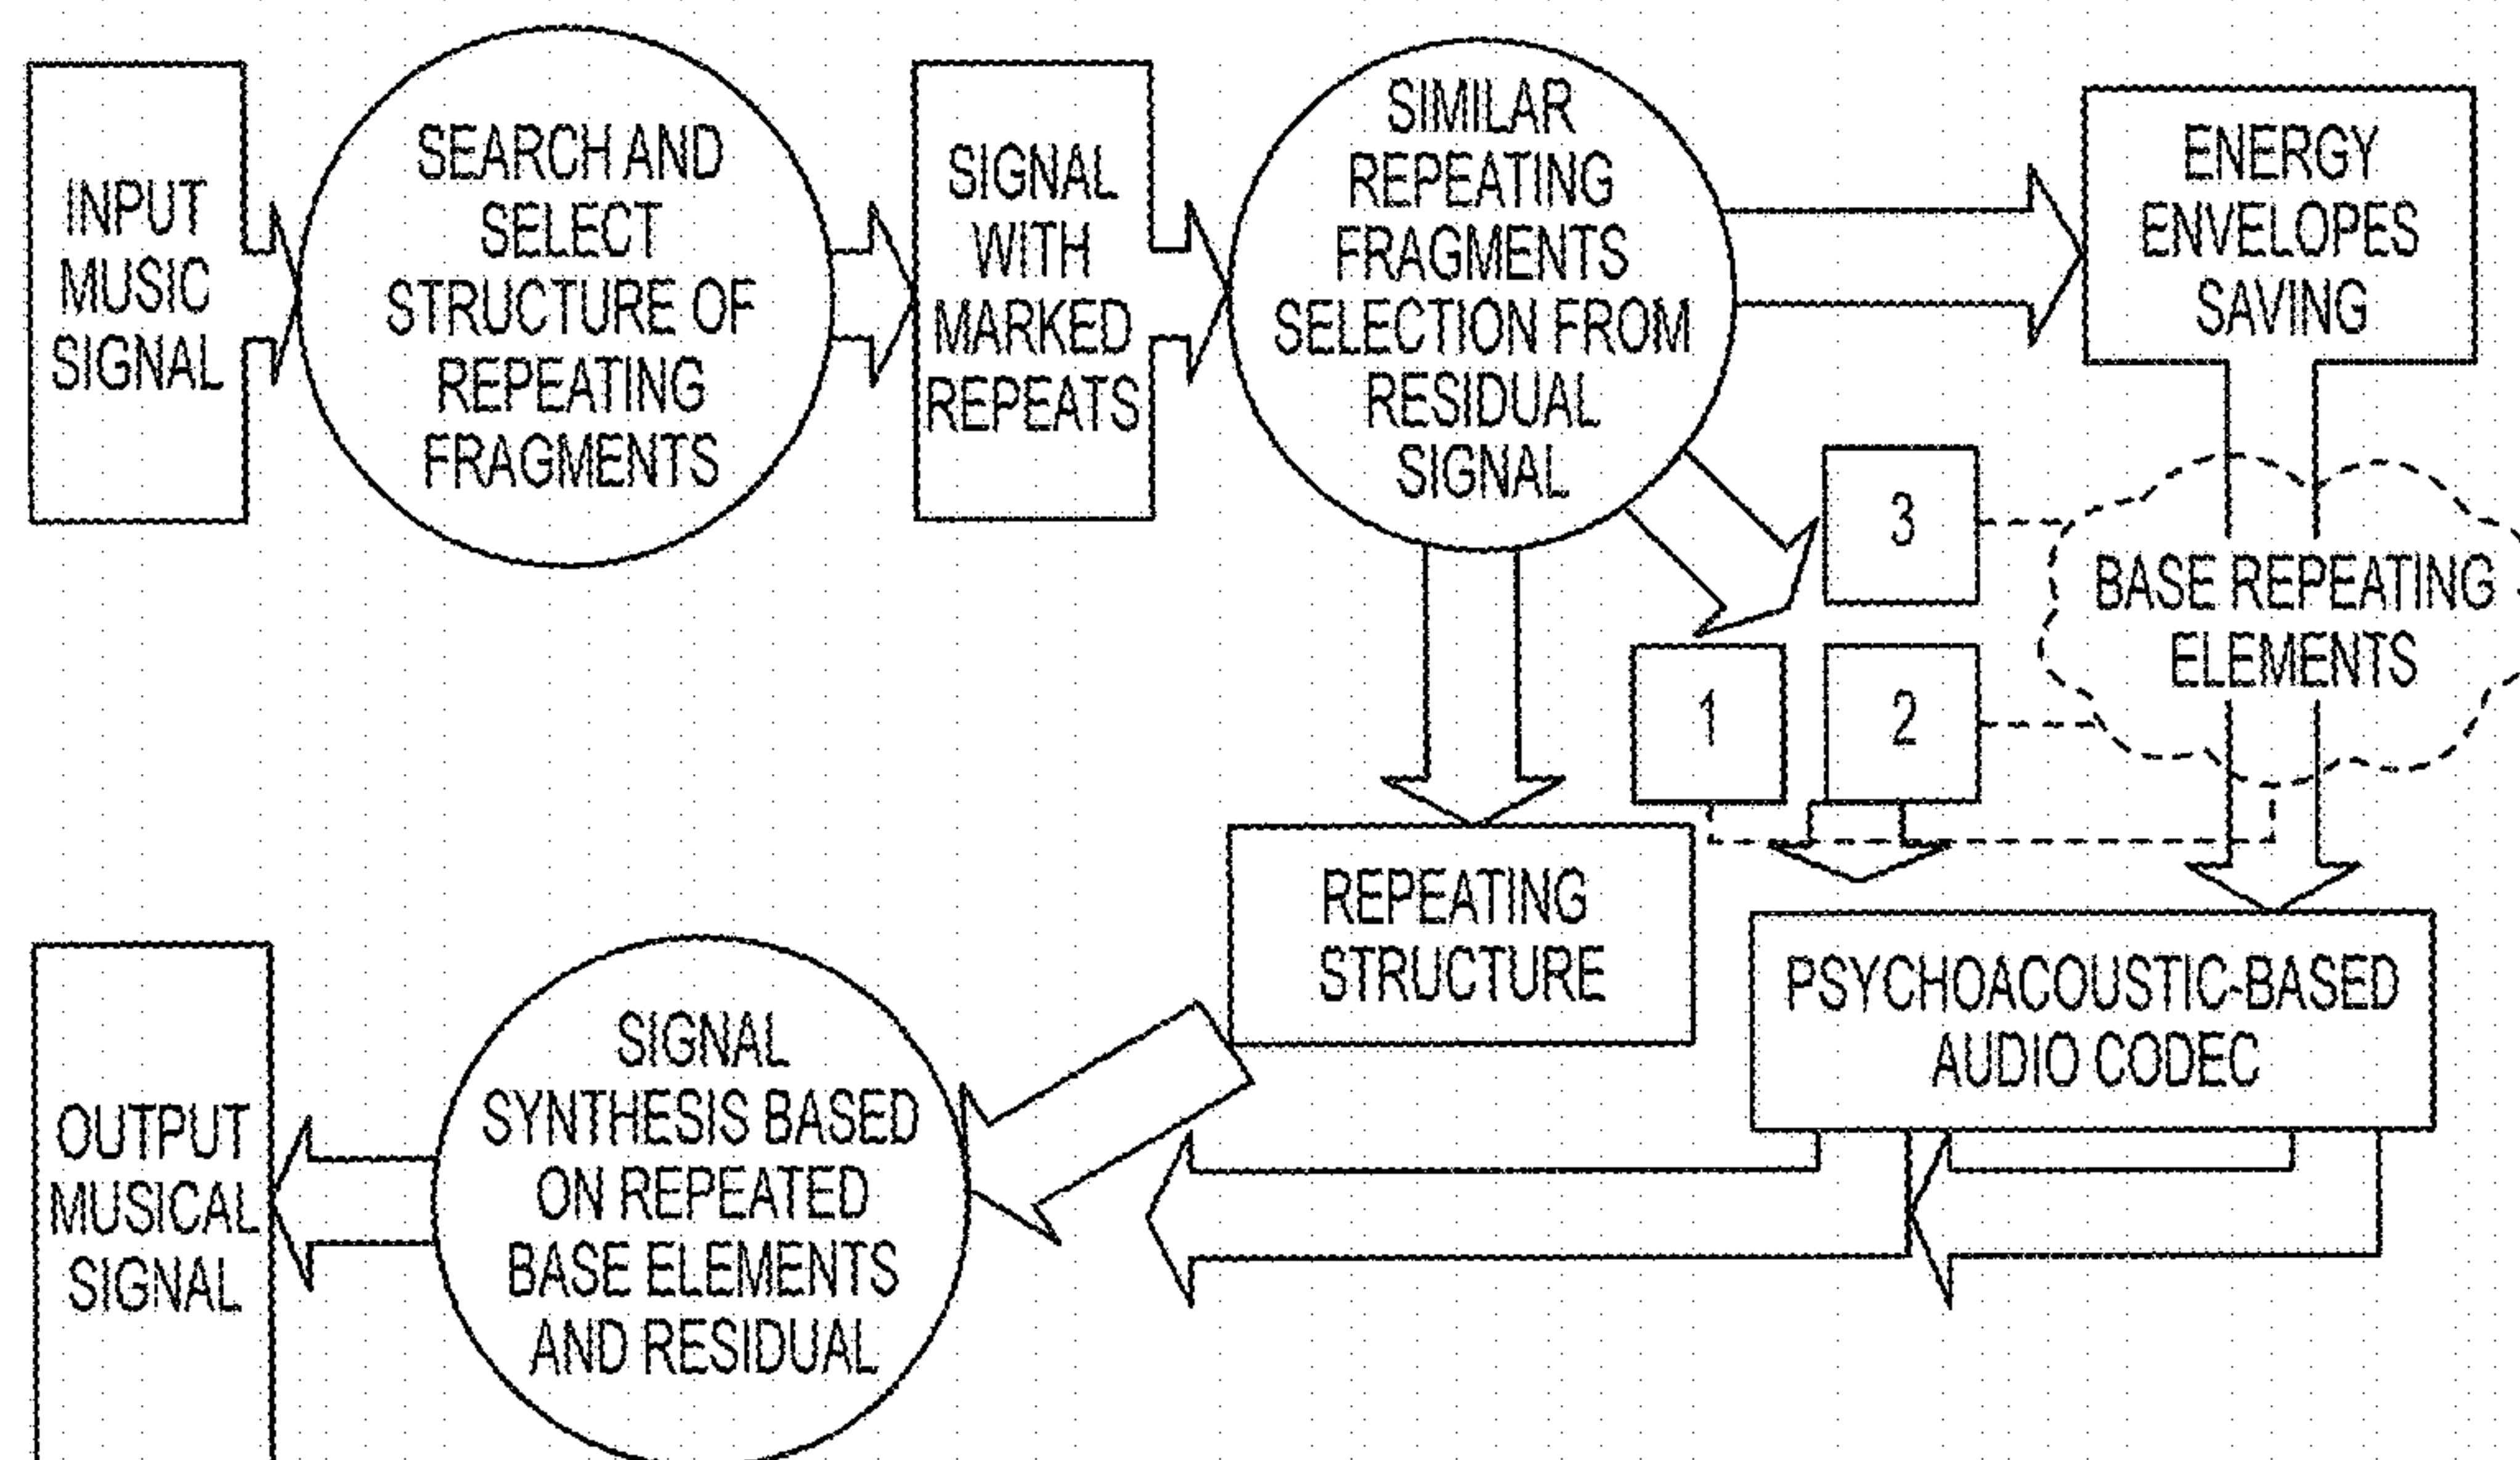 INPUT
MUSIC
SIGNAL
SEARCH AND
SELECT
STRUCTURE OF
REPEATING
FRAGMENTS
SIGNAL
WITH
MARKED
REPEATS
SIMILAR
REPEATING
FRAGMENTS
SELECTION FROM
RESIDUAL
SIGNAL
ENERGY
ENVELOPES
SAVING
3
BASE REPEATING
ELEMENTS
1
2
REPEATING
STRUCTURE
PSYCHOACOUSTIC-BASED
AUDIO CODEC
SIGNAL
SYNTHESIS BASED
ON REPEATED
BASE ELEMENTS
AND RESIDUAL
OUTPUT
MUSICAL
SIGNAL